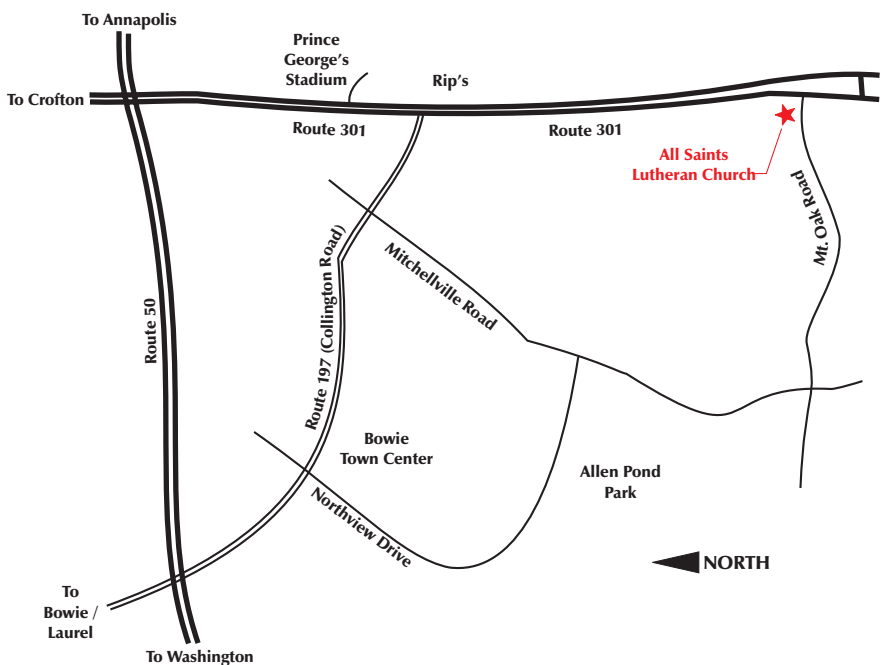 To Annapolis
Prince
George's
Stadium
Rip's
To Crofton
Route 301
Route 301
All Saints
Lutheran Church
Mt. Oak Road
Mitchellville Road
Route 50
Route 197 (Collington Road)
Bowie
Town Center
Allen Pond
Park
Northview Drive
NORTH
To
Bowie /
Laurel
To Washington